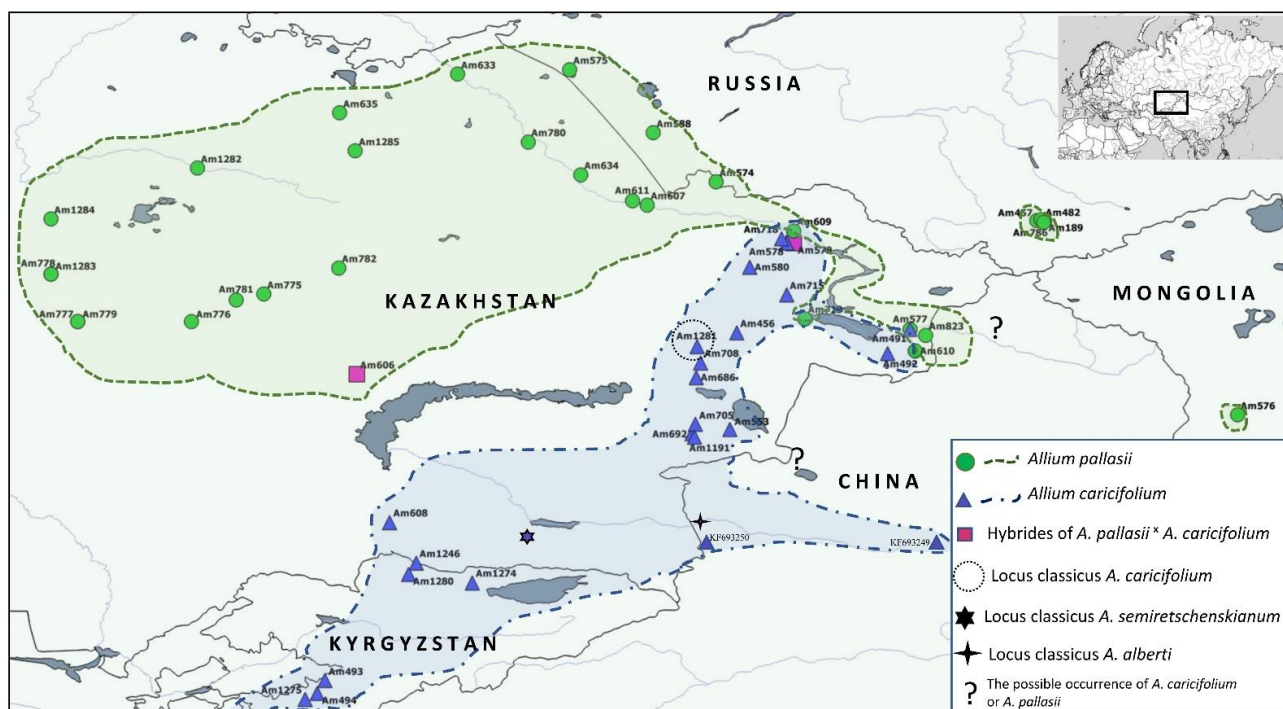 Am633
Am575
RUSSIA
Am635
Am588
Am1285
Am780
Am1282
Am634
Am574
Am611
Am607
Am1284
Am609
Am457
Am482
Am786
Am189
Am718
Am578
Am579
Am778
Am1283
Am782
Am580
Am781
Am775
Am715
KAZAKHSTAN
MONGOLIA
Am777
Am779
Am776
Am577
Am823
?
Am456
Am1281
Am491
Am610
Am708
Am492
Am606
Am686
Am576
Am705
Am553
Am692
Am1191
?
CHINA
Am608
KF693250
KF693249
Am1246
Am1280
Am1274
KYRGYZSTAN
Am493
Am1275
Am494
Allium pallasii
Allium caricifolium
Hybrides of A. pallasii × A. caricifolium
Locus classicus A. caricifolium
Locus classicus A. semiretschenskianum
Locus classicus A. alberti
? The possible occurrence of A. caricifolium
or A. pallasii